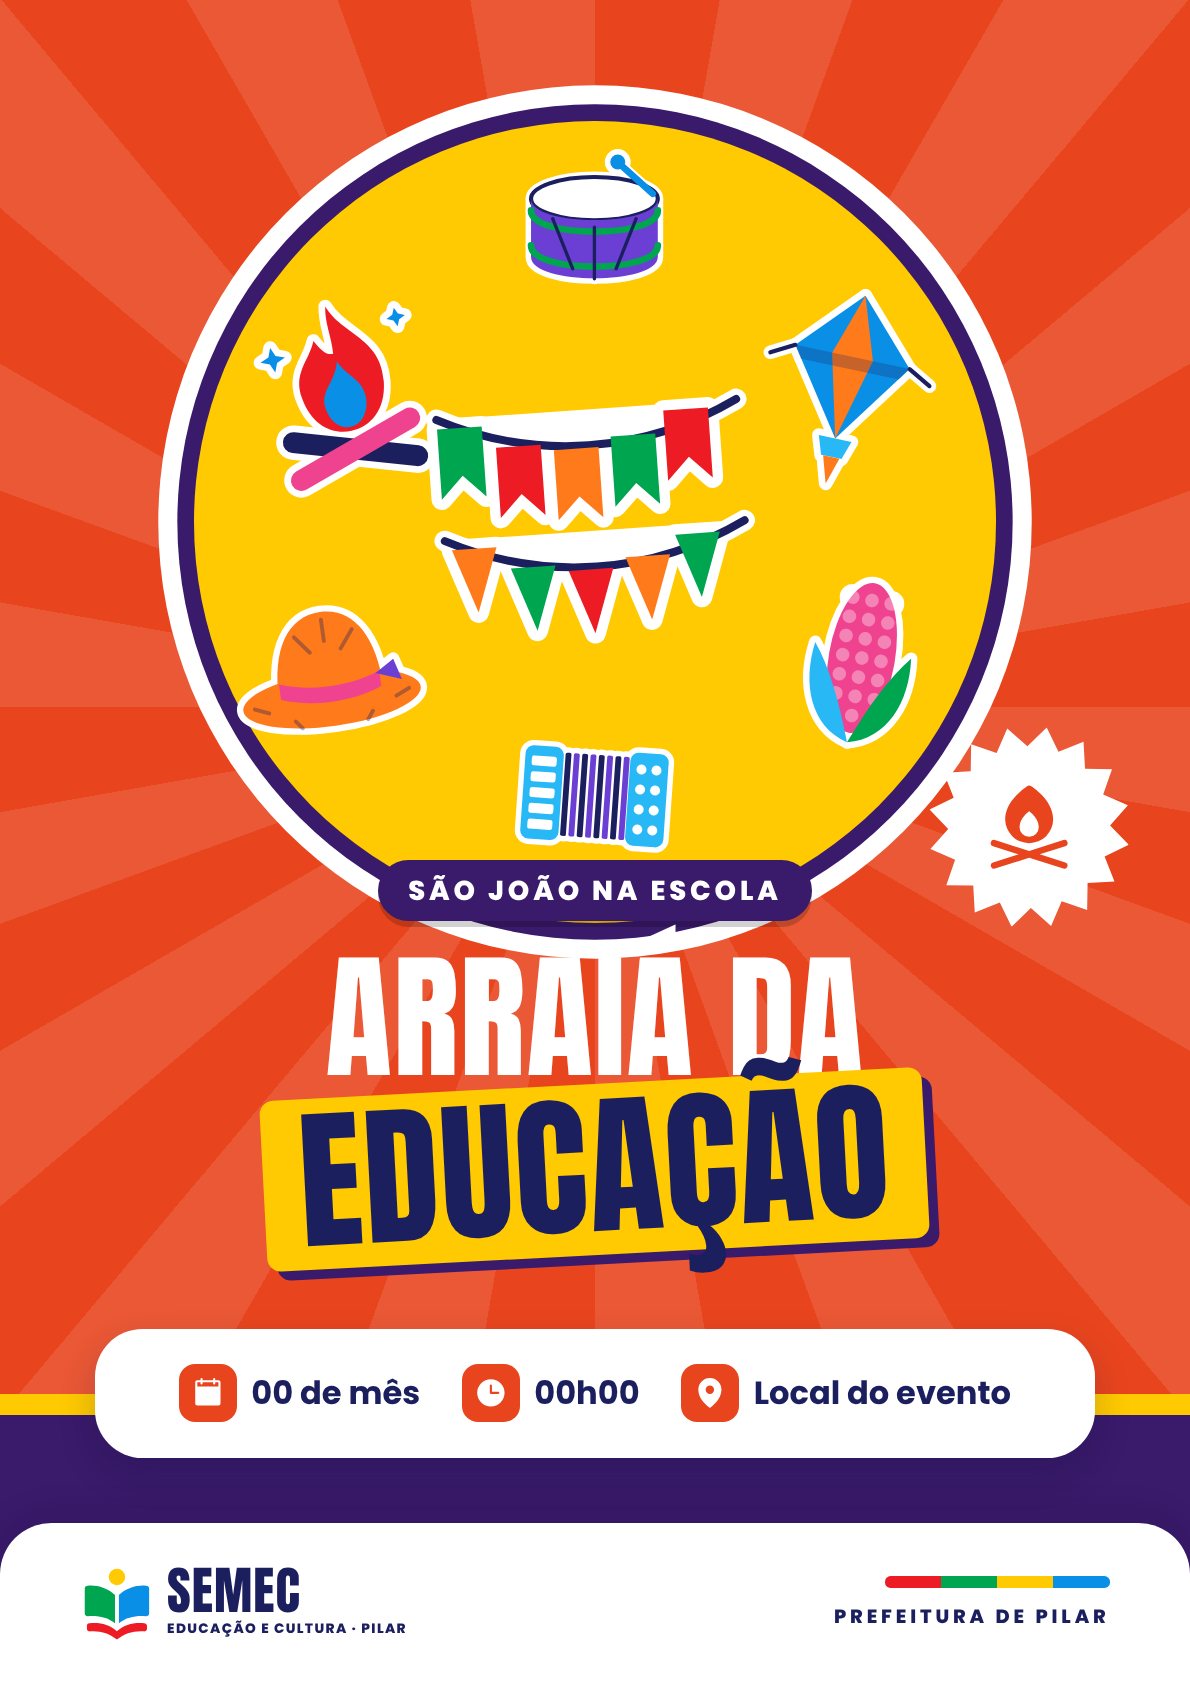 SÃO JOÃO NA ESCOLA
ARRAIÁ DA
EDUCAÇÃO
00 de mês
00h00
Local do evento
SEMEC
EDUCAÇÃO E CULTURA · PILAR
PREFEITURA DE PILAR